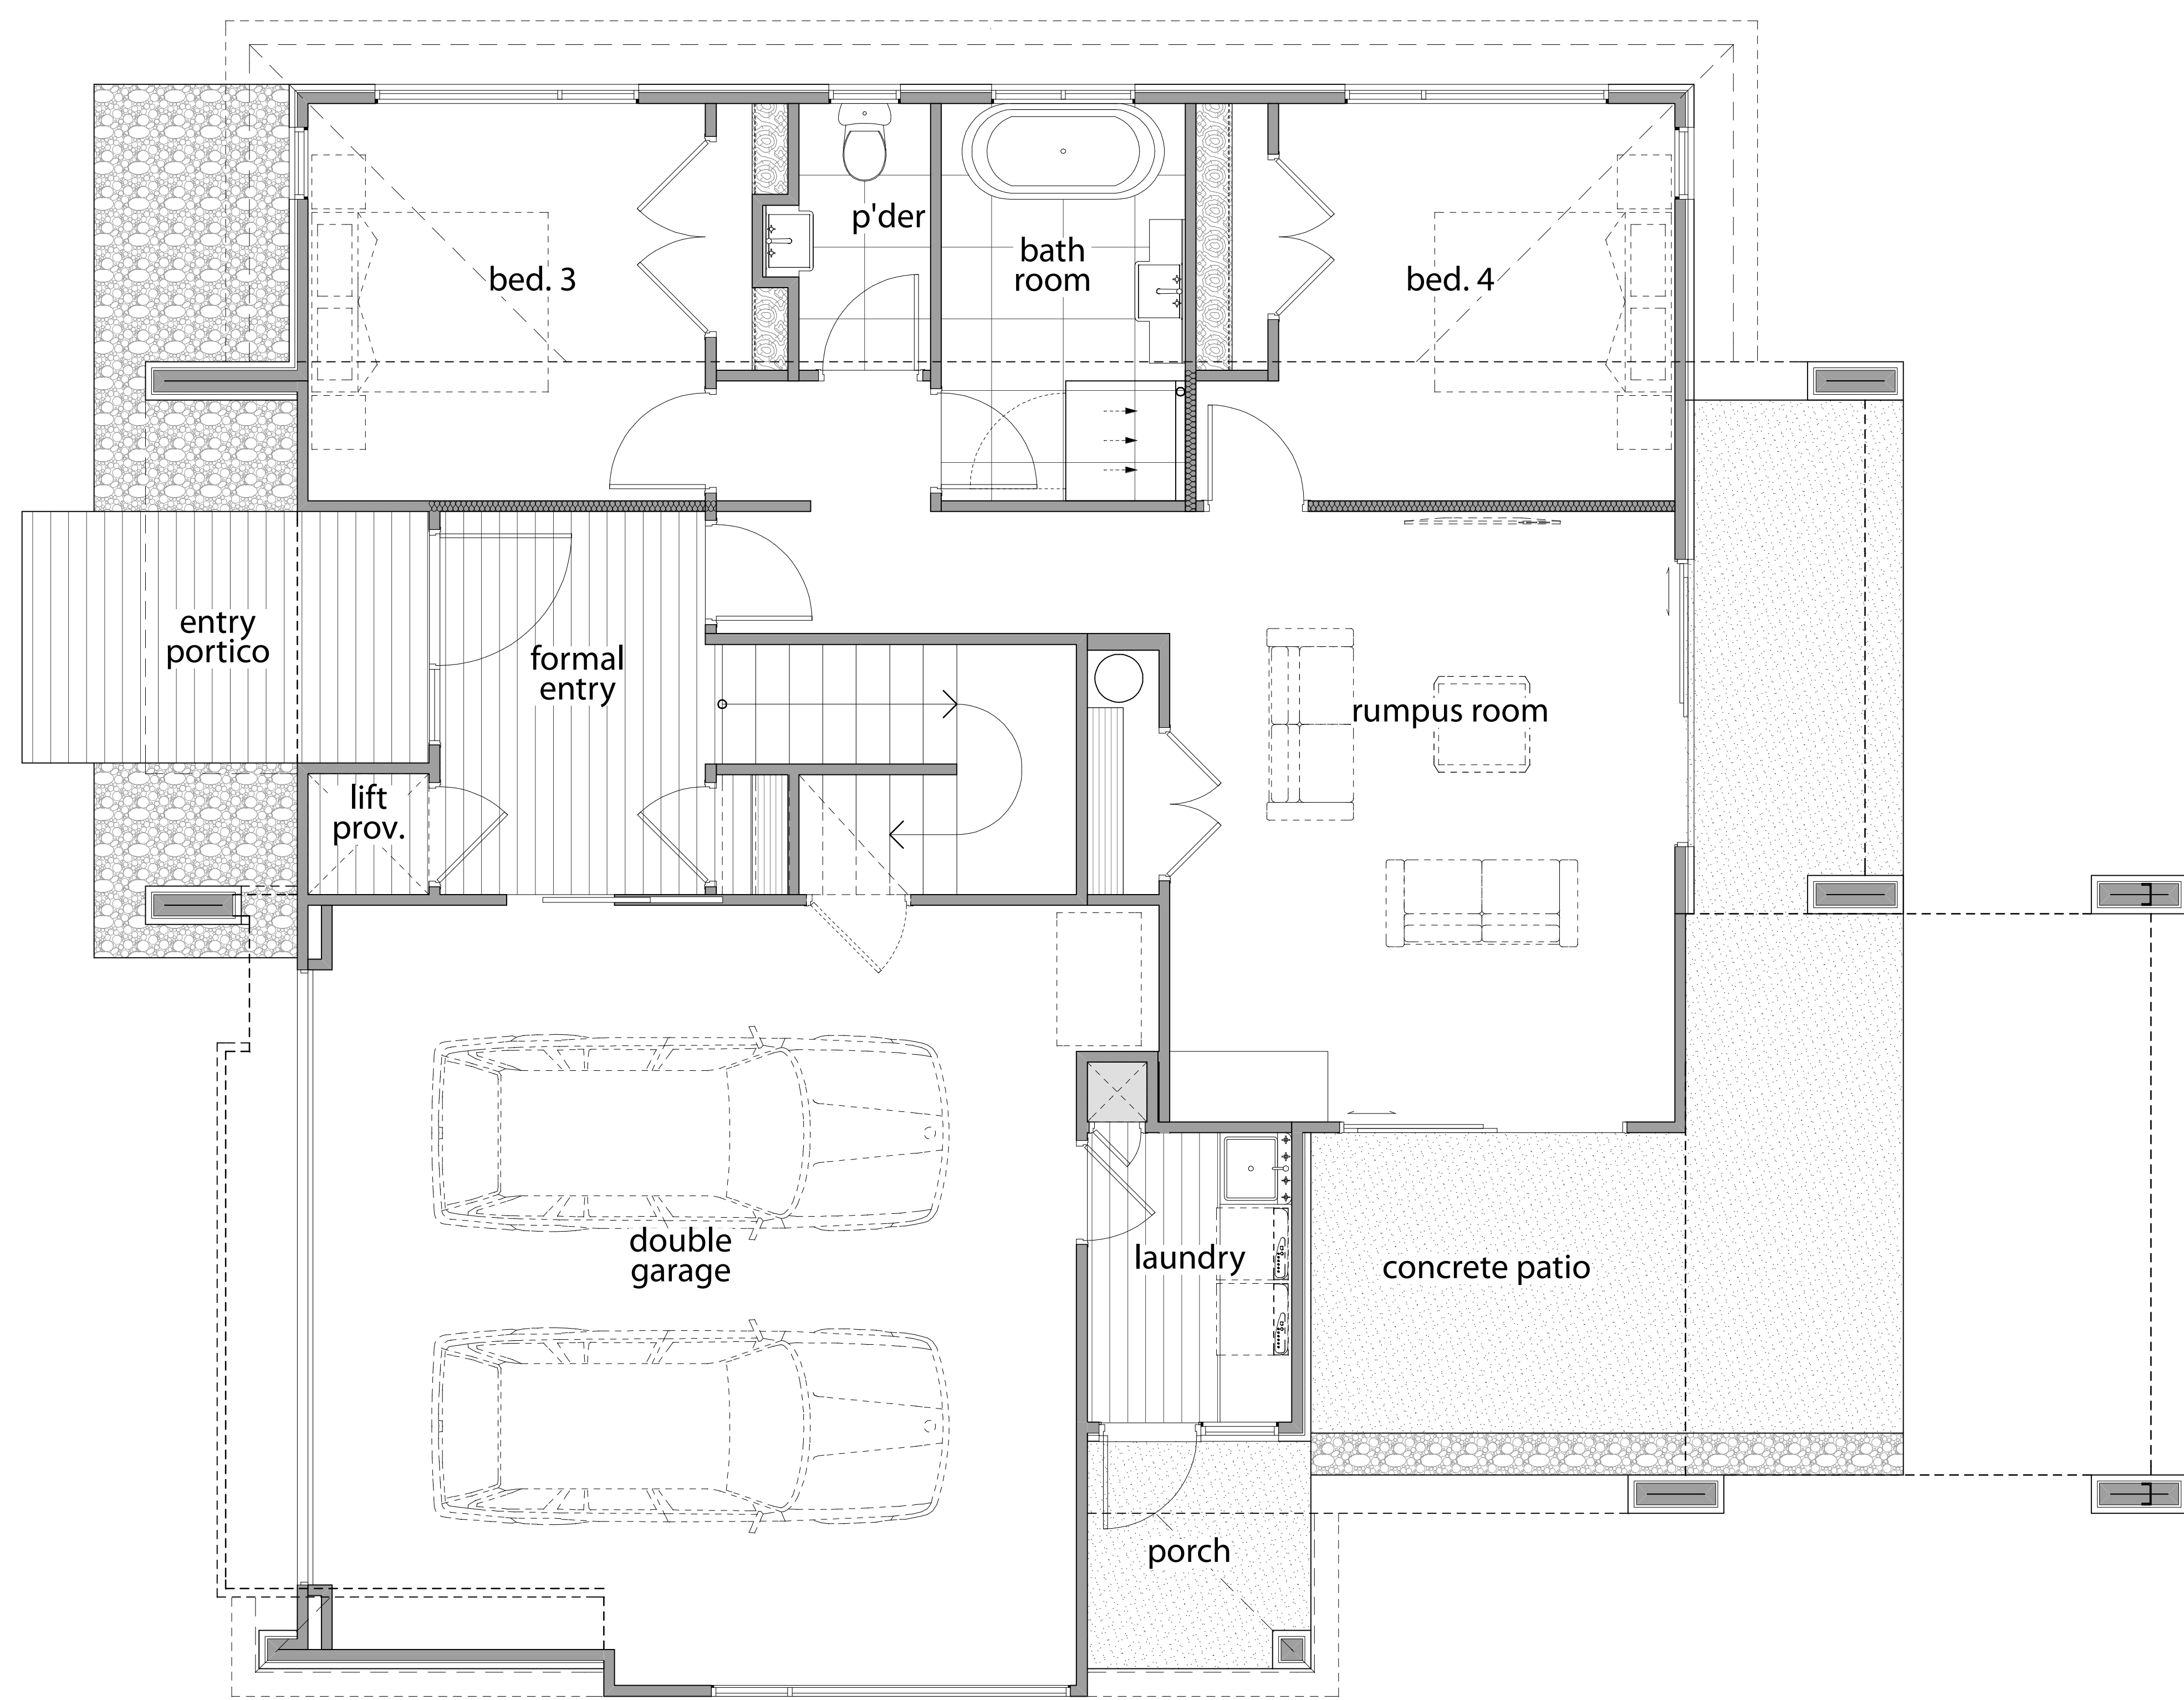 p'der
bath
room
bed. 3
bed. 4
entry
portico
formal
entry
rumpus room
lift
prov.
double
garage
laundry
concrete patio
porch